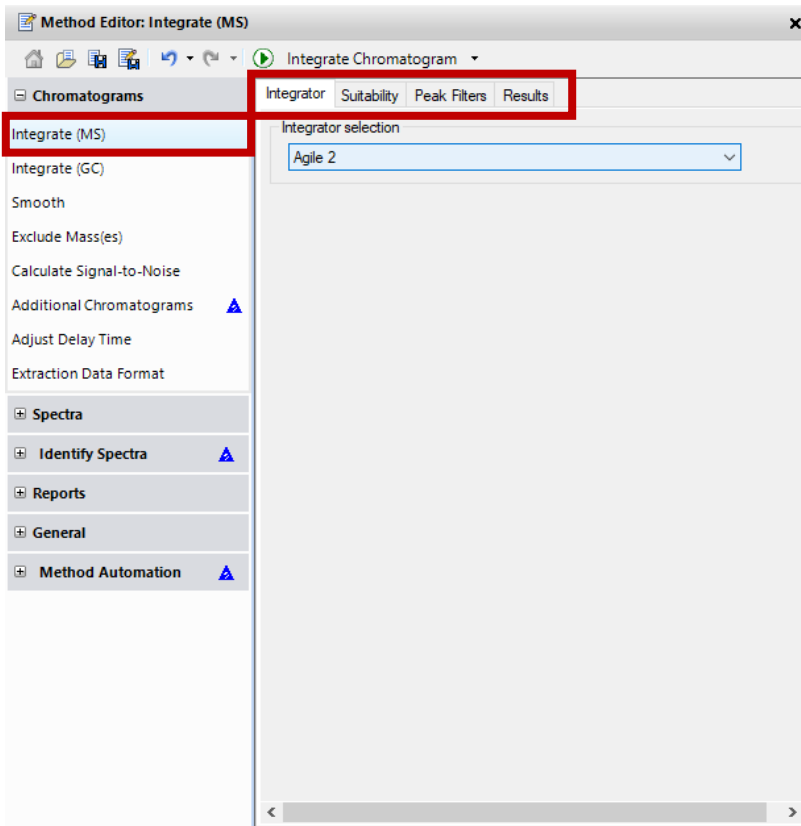 Method Editor: Integrate (MS)
Integrate Chromatogram
Chromatograms
Integrate (MS)
Integrate (GC)
Smooth
Exclude Mass(es)
Calculate Signal-to-Noise
Additional Chromatograms
Adjust Delay Time
Extraction Data Format
Spectra
Identify Spectra
Reports
General
Method Automation
Integrator Suitability Peak Filters Results
Integrator selection
Agile 2